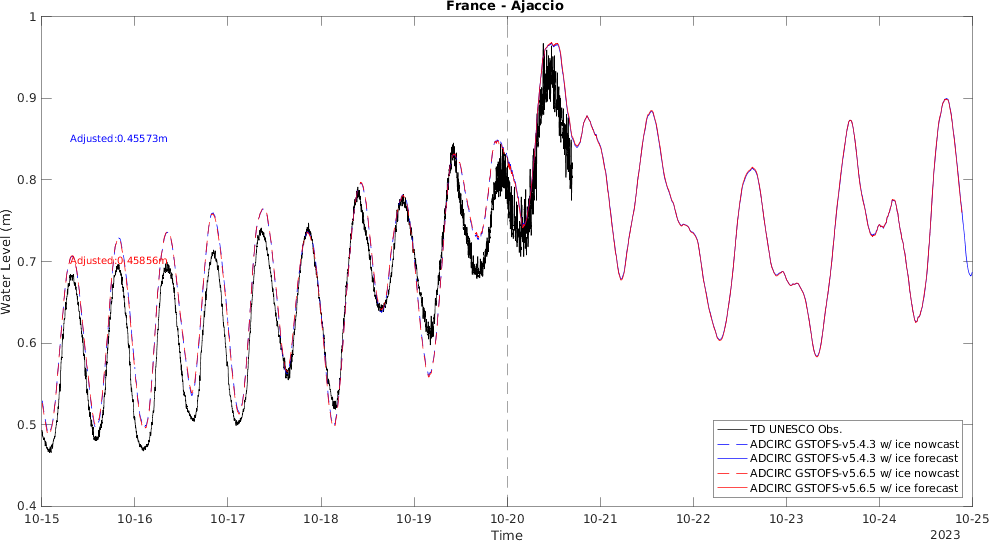 France - Ajaccio
Water Level (m)
1
0.9
0.8
0.7
0.6
0.5
0.4
Adjusted:0.45573m
Adjusted:0.45856m
TD UNESCO Obs.
ADCIRC GSTOFS-v5.4.3 w/ ice nowcast
ADCIRC GSTOFS-v5.4.3 w/ ice forecast
ADCIRC GSTOFS-v5.6.5 w/ ice nowcast
ADCIRC GSTOFS-v5.6.5 w/ ice forecast
10-15 10-16 10-17 10-18 10-19 10-20 10-21 10-22 10-23 10-24 10-25
Time
2023